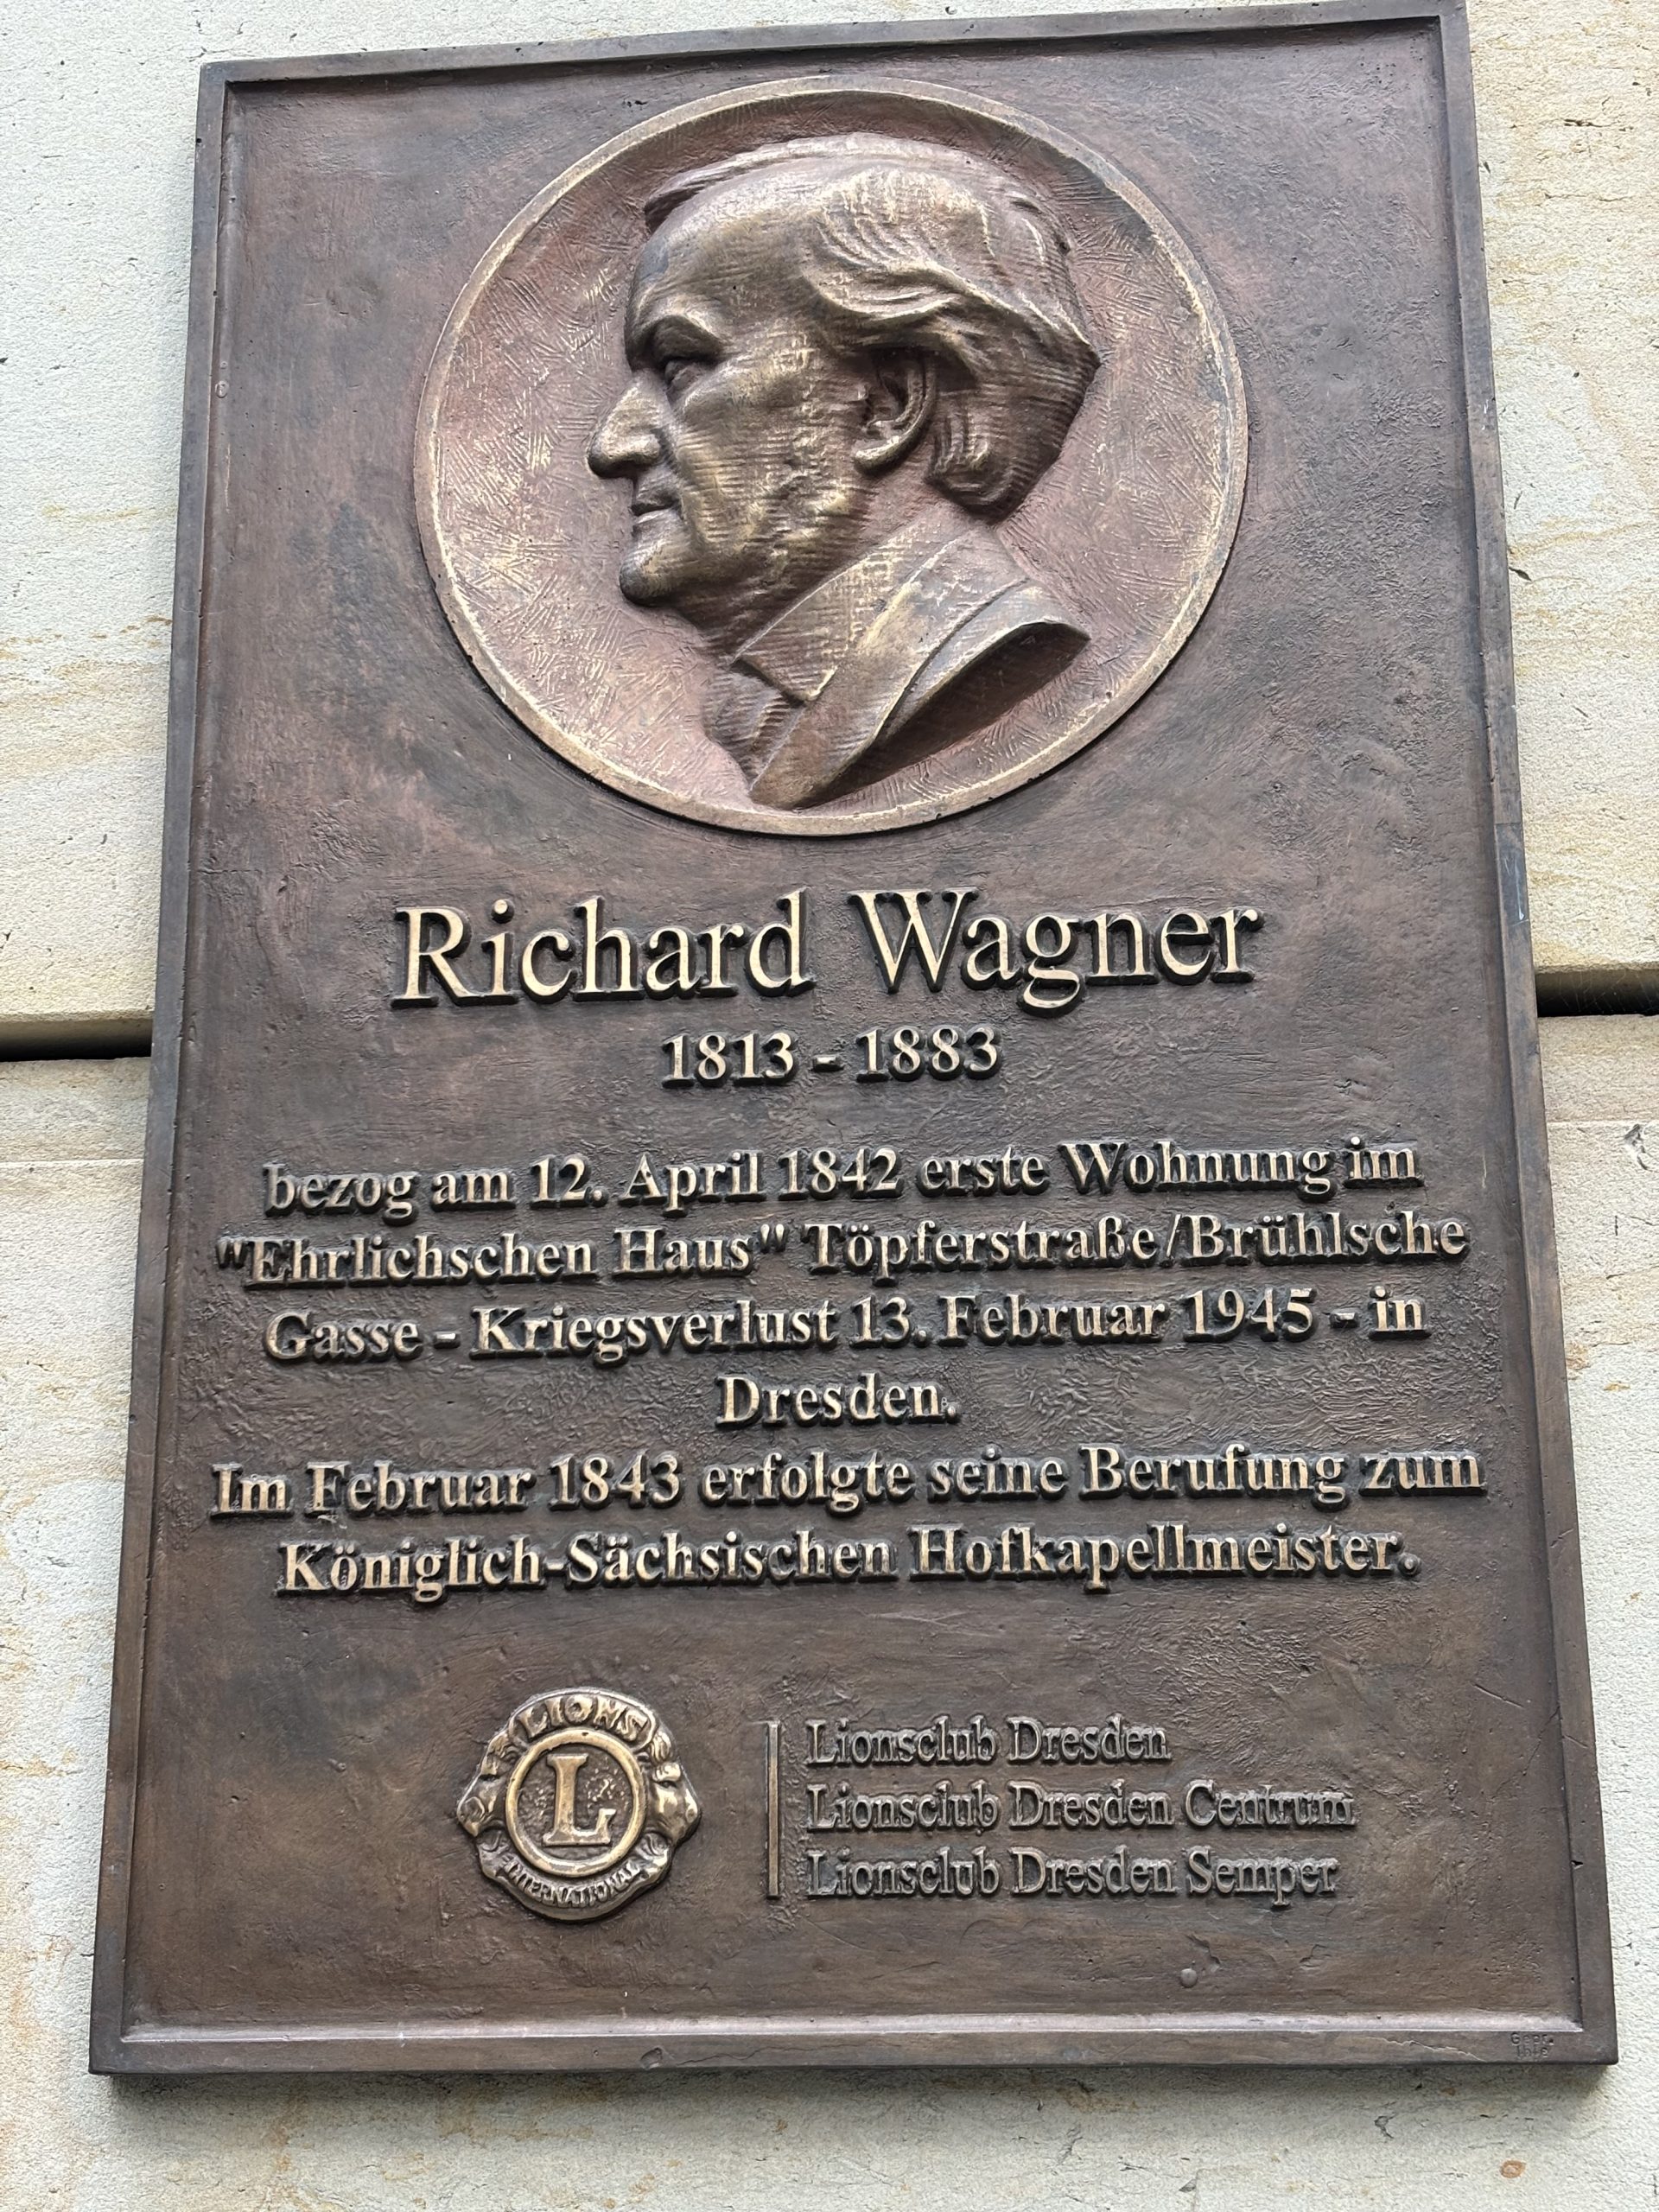 Richard Wagner
1813 - 1883
bezog am 12. April 1842 erste Wohnung im
"Ehrlichschen Haus" Töpferstraße/Brühlsche
Gasse - Kriegsverlust 13. Februar 1945 - in
Dresden.
Im Februar 1843 erfolgte seine Berufung zum
Königlich-Sächsischen Hofkapellmeister.
LIONS
L
INTERNATIONAL
Lionsclub Dresden
Lionsclub Dresden Centrum
Lionsclub Dresden Semper